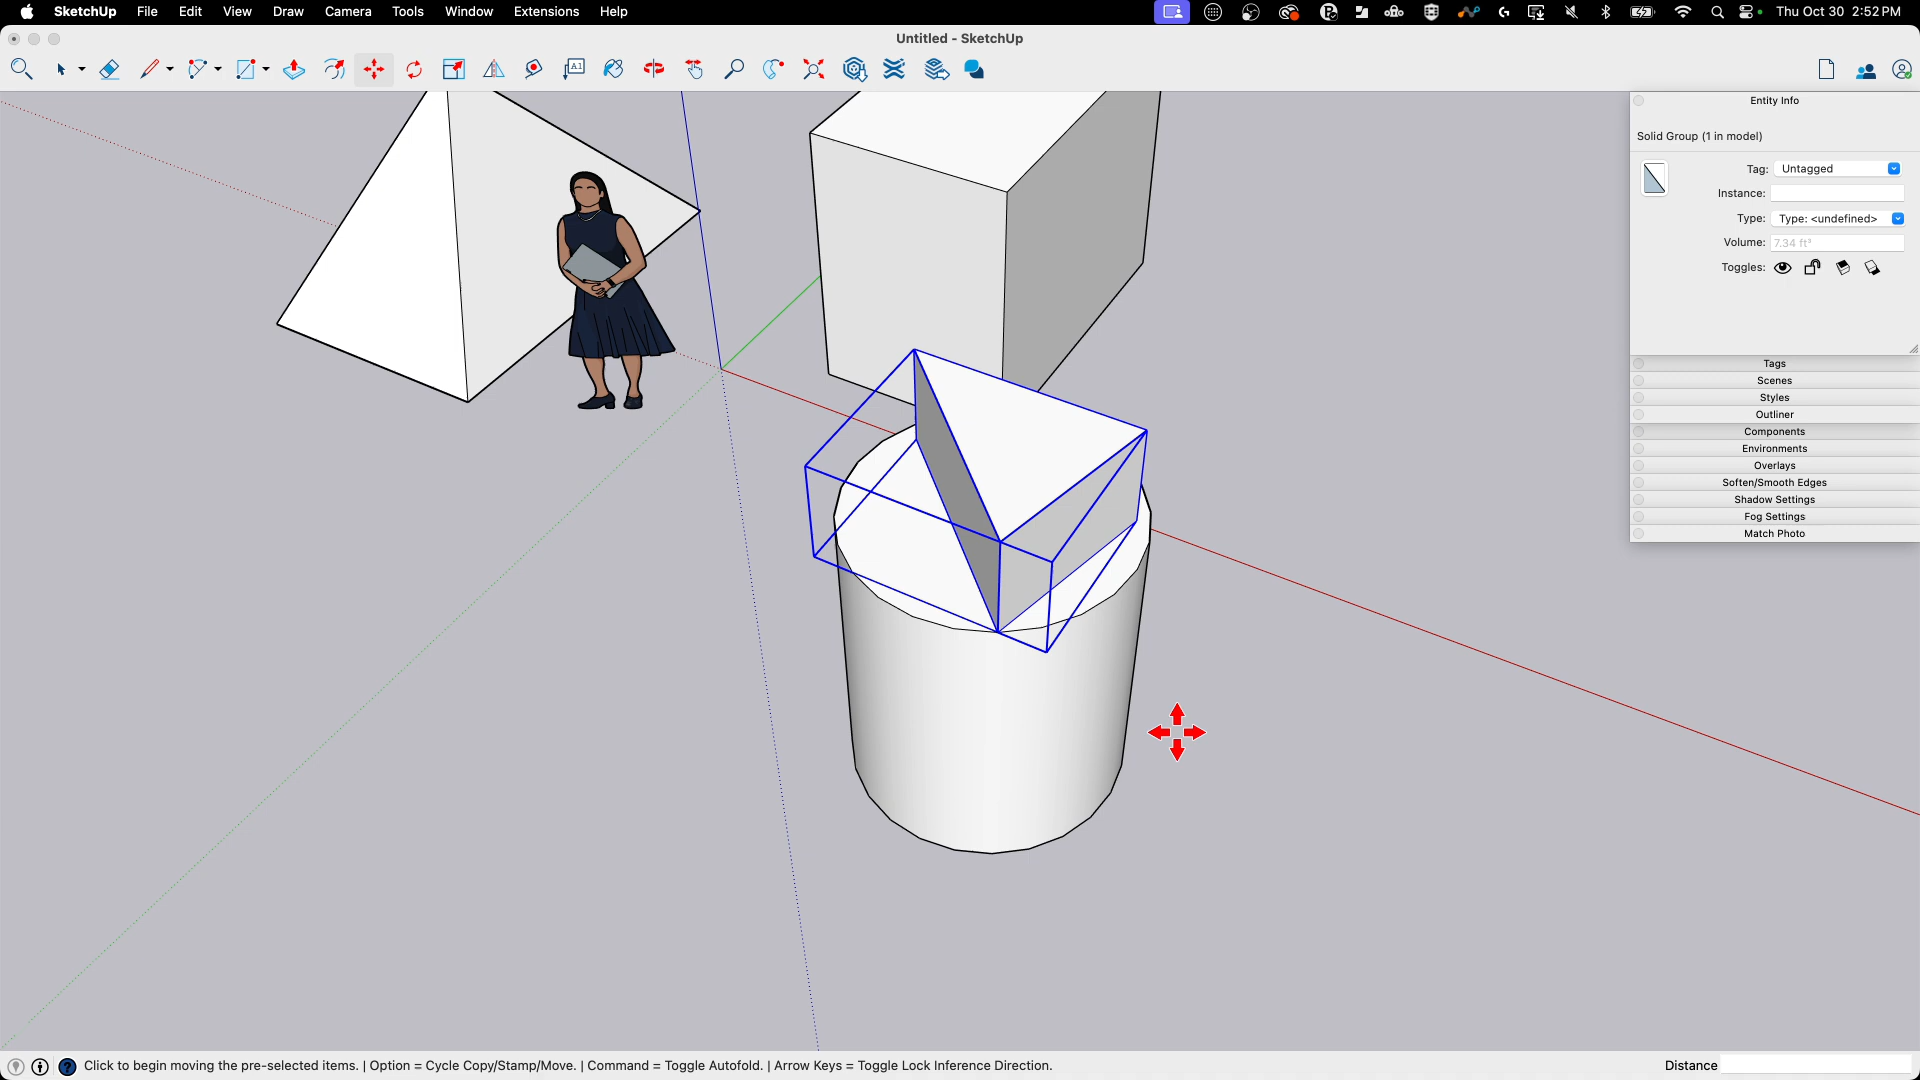 SketchUp File Edit View Draw Camera Tools Window Extensions Help Thu Oct 30 2:52 PM
Untitled - SketchUp
A1
Entity Info
Solid Group (1 in model)
Tag: Untagged
Instance:
Type: Type: <undefined>
Volume: 7.34 ft³
Toggles:
Tags
Scenes
Styles
Outliner
Components
Environments
Overlays
Soften/Smooth Edges
Shadow Settings
Fog Settings
Match Photo
Click to begin moving the pre-selected items. | Option = Cycle Copy/Stamp/Move. | Command = Toggle Autofold. | Arrow Keys = Toggle Lock Inference Direction. Distance